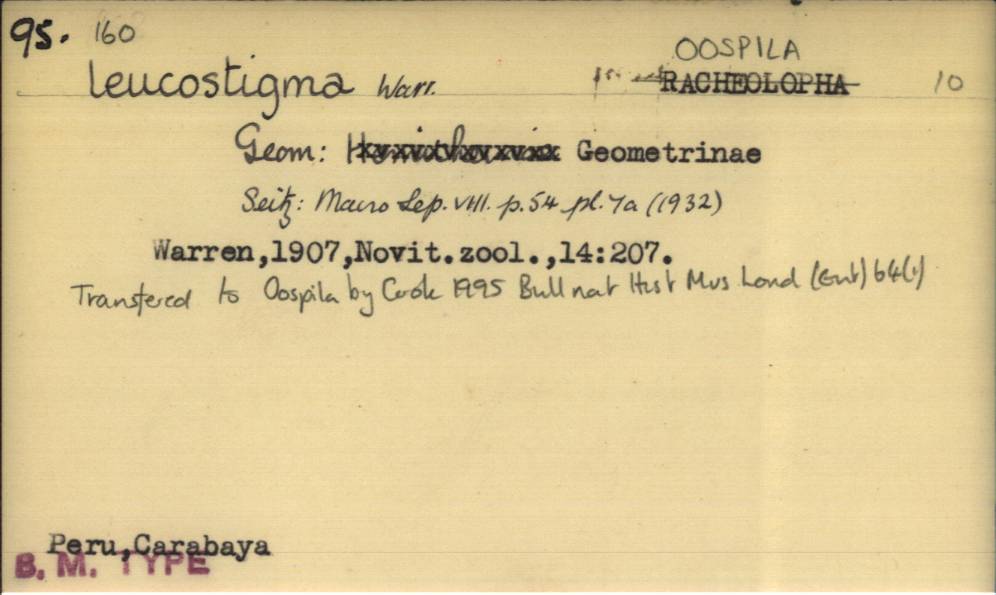 95. 160
OOSPILA
leucostigma Warr. RACHEOLOPHA 10
Geom: Geometrinae
Seitz: Macro Lep. VIII. p.54 pl.7a (1932)
Warren,1907,Novit.zool.,14:207.
Transfered to Oospila by Cook 1995 Bull nat Hist Mus Lond (Ent) 64(1)
Peru,Carabaya
B. M. TYPE